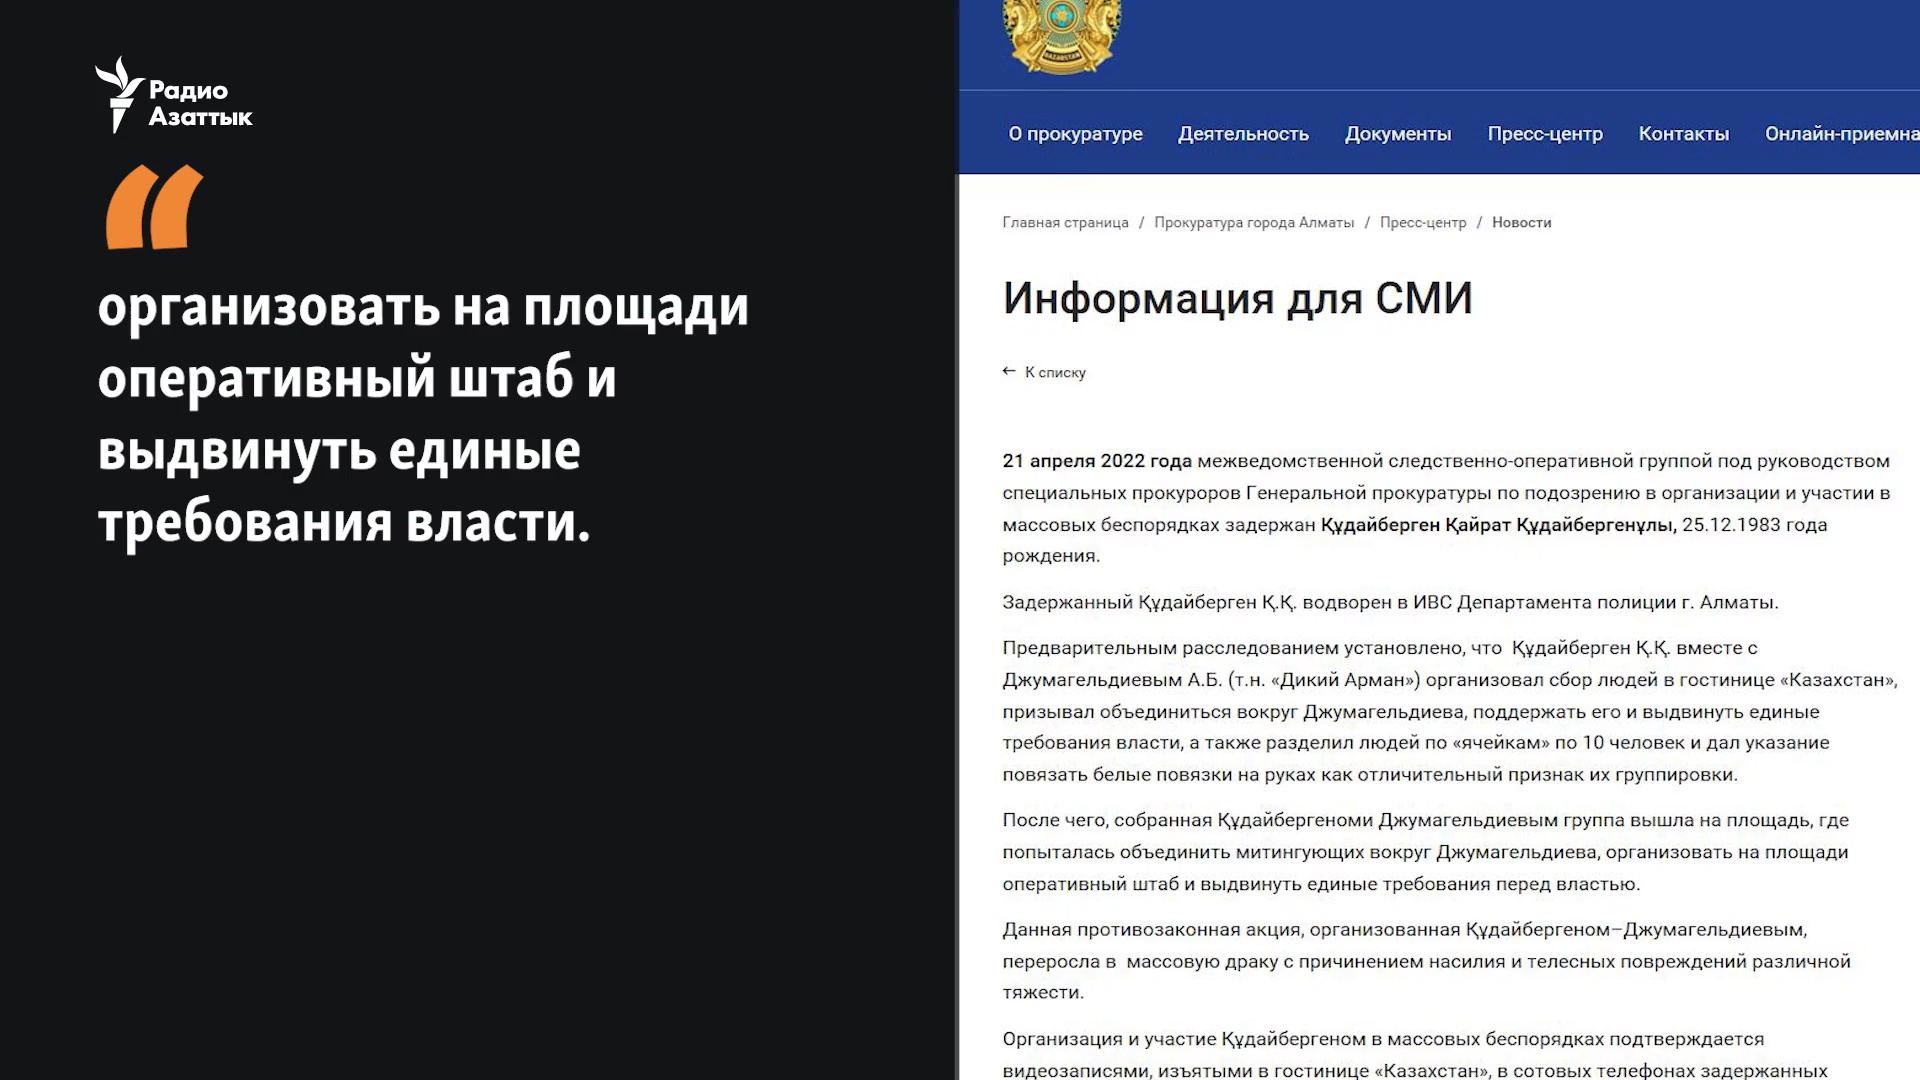 Радио
Азаттык
организовать на площади
оперативный штаб и
выдвинуть единые
требования власти.
KAZAKSTAN
О прокуратуре Деятельность Документы Пресс-центр Контакты Онлайн-приемна
Главная страница / Прокуратура города Алматы / Пресс-центр / Новости
Информация для СМИ
← К списку
21 апреля 2022 года межведомственной следственно-оперативной группой под руководством
специальных прокуроров Генеральной прокуратуры по подозрению в организации и участии в
массовых беспорядках задержан Құдайберген Қайрат Құдайбергенұлы, 25.12.1983 года
рождения.
Задержанный Құдайберген Қ.Қ. водворен в ИВС Департамента полиции г. Алматы.
Предварительным расследованием установлено, что Құдайберген Қ.Қ. вместе с
Джумагельдиевым А.Б. (т.н. «Дикий Арман») организовал сбор людей в гостинице «Казахстан»,
призывал объединиться вокруг Джумагельдиева, поддержать его и выдвинуть единые
требования власти, а также разделил людей по «ячейкам» по 10 человек и дал указание
повязать белые повязки на руках как отличительный признак их группировки.
После чего, собранная Құдайбергеноми Джумагельдиевым группа вышла на площадь, где
попыталась объединить митингующих вокруг Джумагельдиева, организовать на площади
оперативный штаб и выдвинуть единые требования перед властью.
Данная противозаконная акция, организованная Құдайбергеном–Джумагельдиевым,
переросла в массовую драку с причинением насилия и телесных повреждений различной
тяжести.
Организация и участие Құдайбергеном в массовых беспорядках подтверждается
видеозаписями, изъятыми в гостинице «Казахстан», в сотовых телефонах задержанных